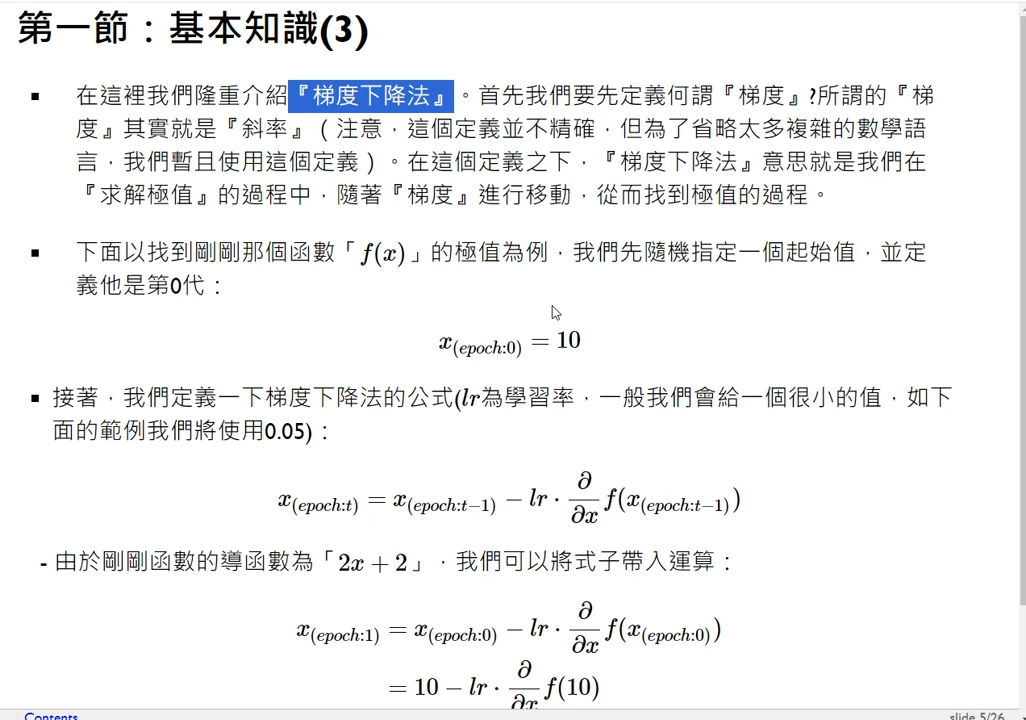 第一節：基本知識(3)
▪ 在這裡我們隆重介紹『梯度下降法』。首先我們要先定義何謂『梯度』?所謂的『梯
度』其實就是『斜率』（注意，這個定義並不精確，但為了省略太多複雜的數學語
言，我們暫且使用這個定義）。在這個定義之下，『梯度下降法』意思就是我們在
『求解極值』的過程中，隨著『梯度』進行移動，從而找到極值的過程。
▪ 下面以找到剛剛那個函數「f(x)」的極值為例，我們先隨機指定一個起始值，並定
義他是第0代：
x(epoch:0) = 10
▪ 接著，我們定義一下梯度下降法的公式(lr為學習率，一般我們會給一個很小的值，如下
面的範例我們將使用0.05)：
x(epoch:t) = x(epoch:t−1) − lr · ∂/∂x f(x(epoch:t−1))
- 由於剛剛函數的導函數為「2x + 2」，我們可以將式子帶入運算：
x(epoch:1) = x(epoch:0) − lr · ∂/∂x f(x(epoch:0))
= 10 − lr · ∂/∂x f(10)
Contents
slide 5/26